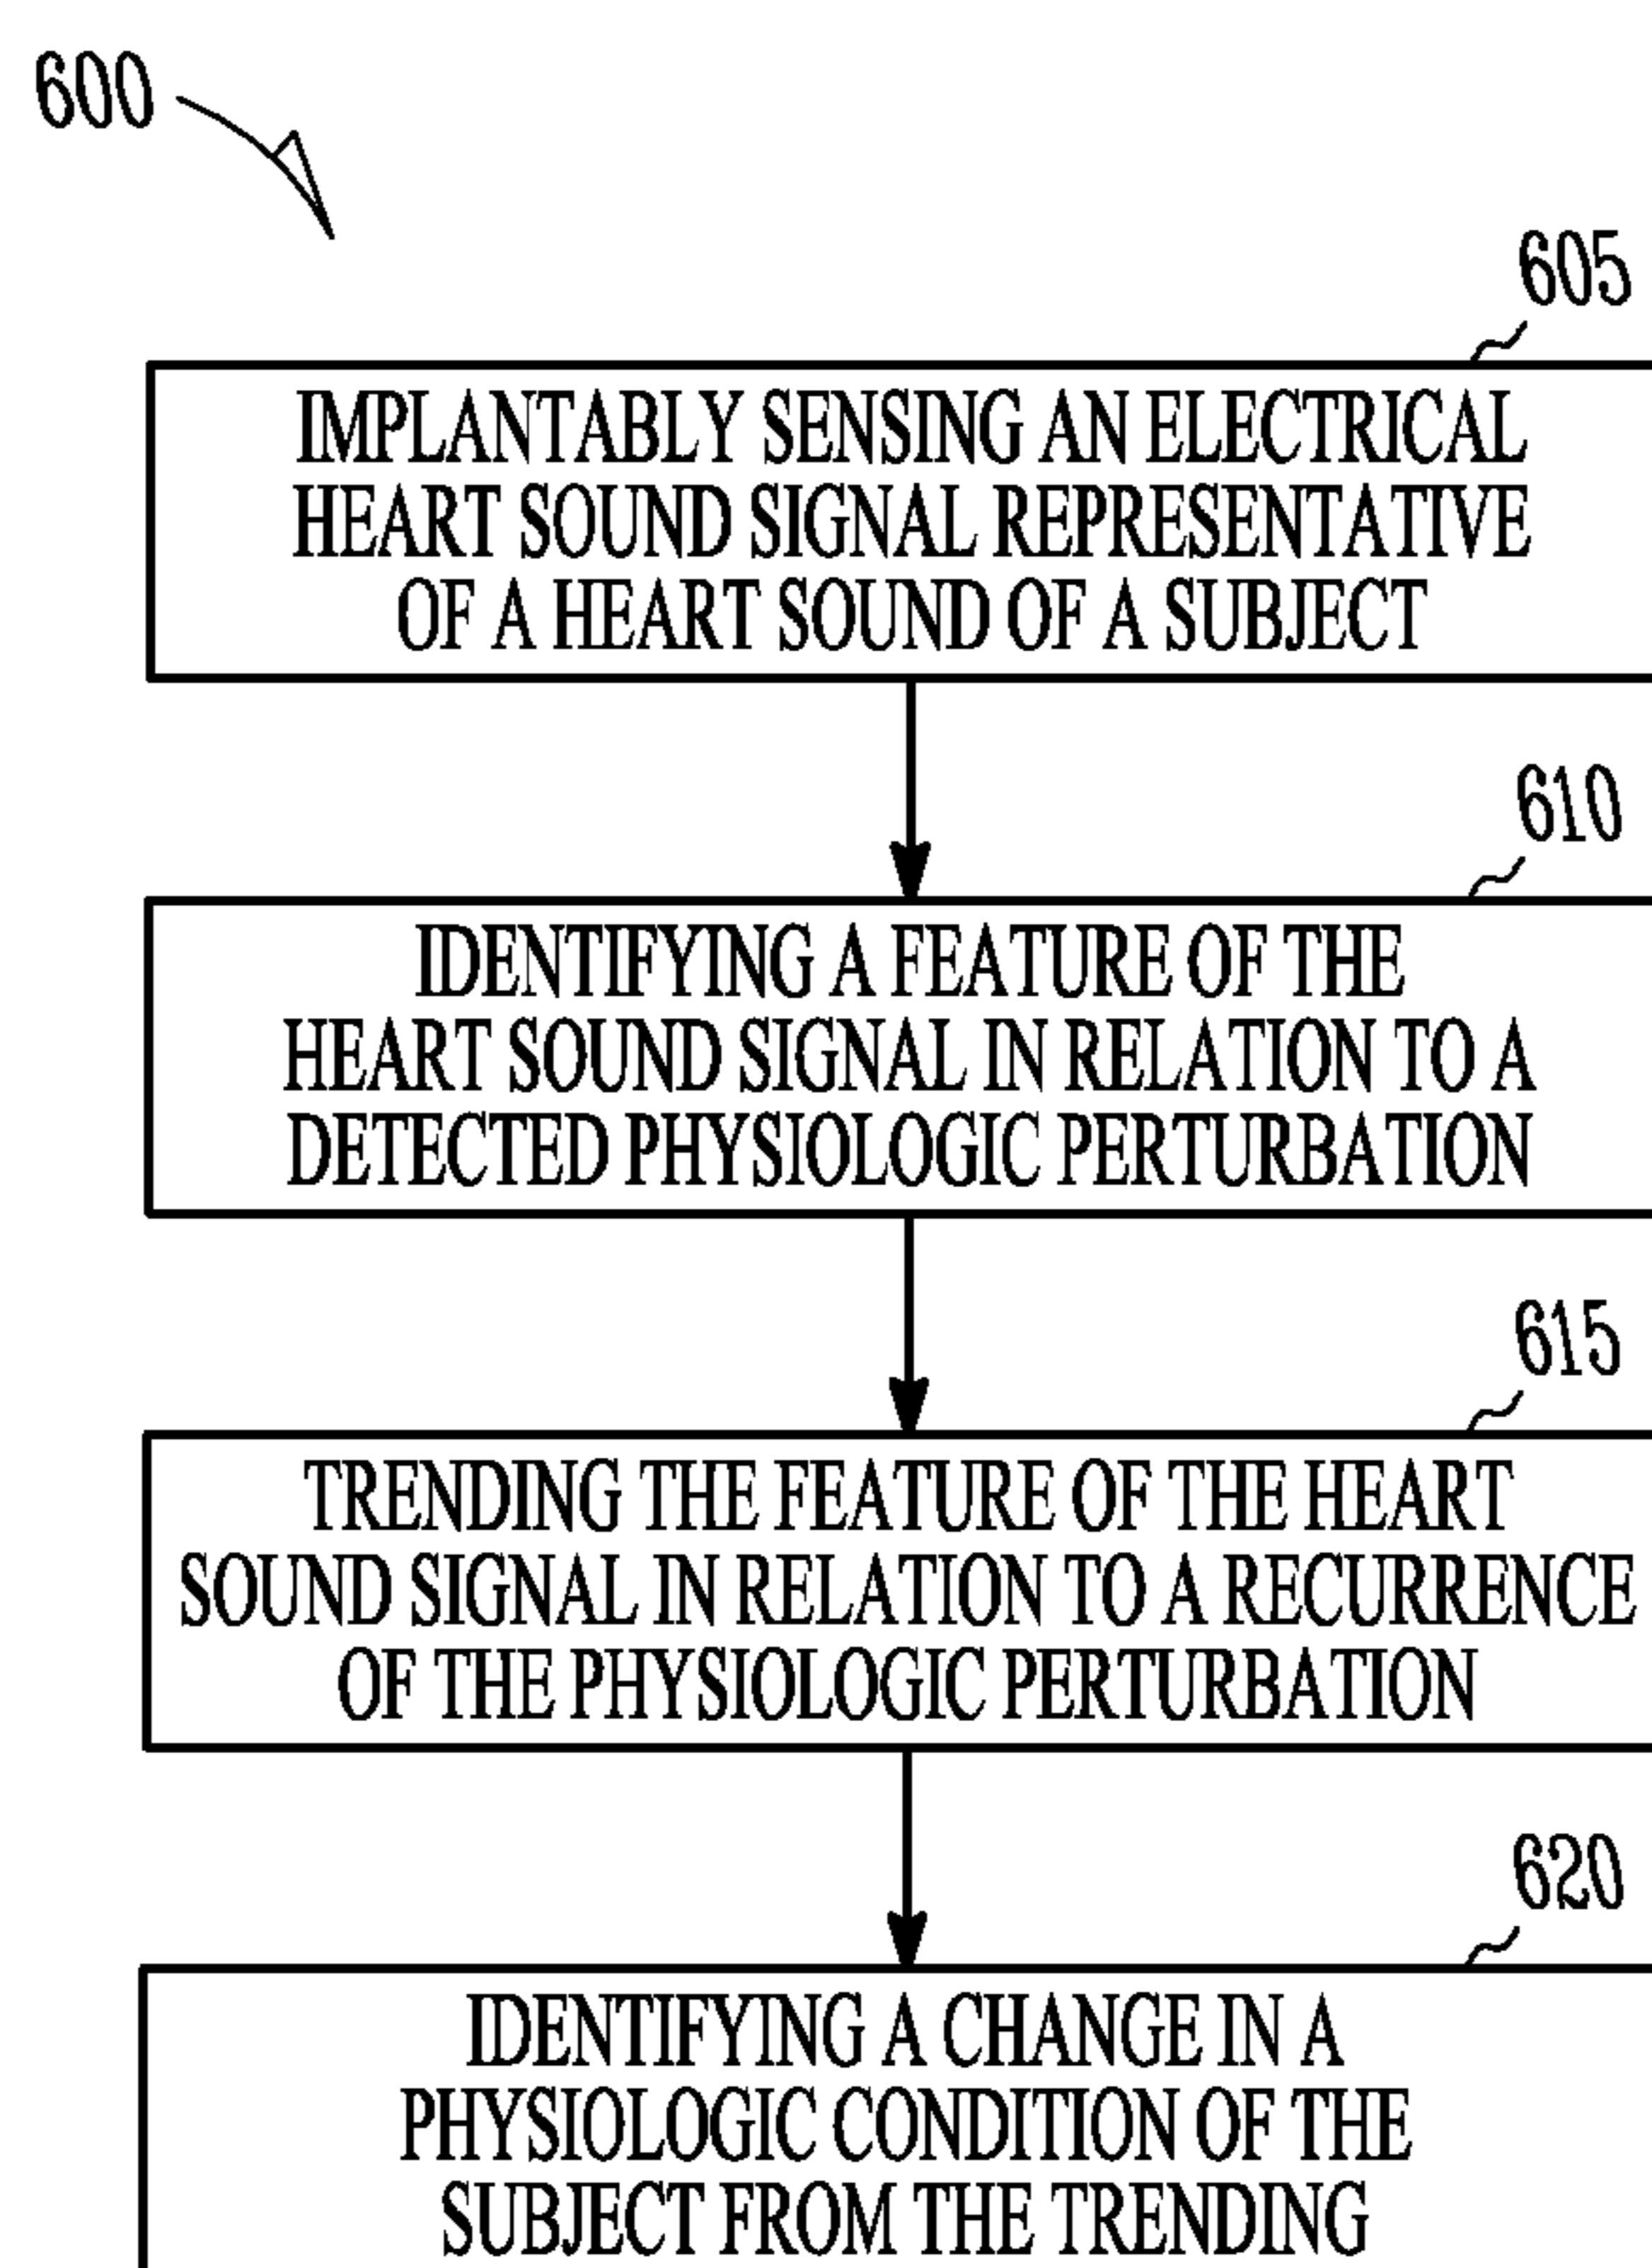 600
605
IMPLANTABLY SENSING AN ELECTRICAL
HEART SOUND SIGNAL REPRESENTATIVE
OF A HEART SOUND OF A SUBJECT
610
IDENTIFYING A FEATURE OF THE
HEART SOUND SIGNAL IN RELATION TO A
DETECTED PHYSIOLOGIC PERTURBATION
615
TRENDING THE FEATURE OF THE HEART
SOUND SIGNAL IN RELATION TO A RECURRENCE
OF THE PHYSIOLOGIC PERTURBATION
620
IDENTIFYING A CHANGE IN A
PHYSIOLOGIC CONDITION OF THE
SUBJECT FROM THE TRENDING